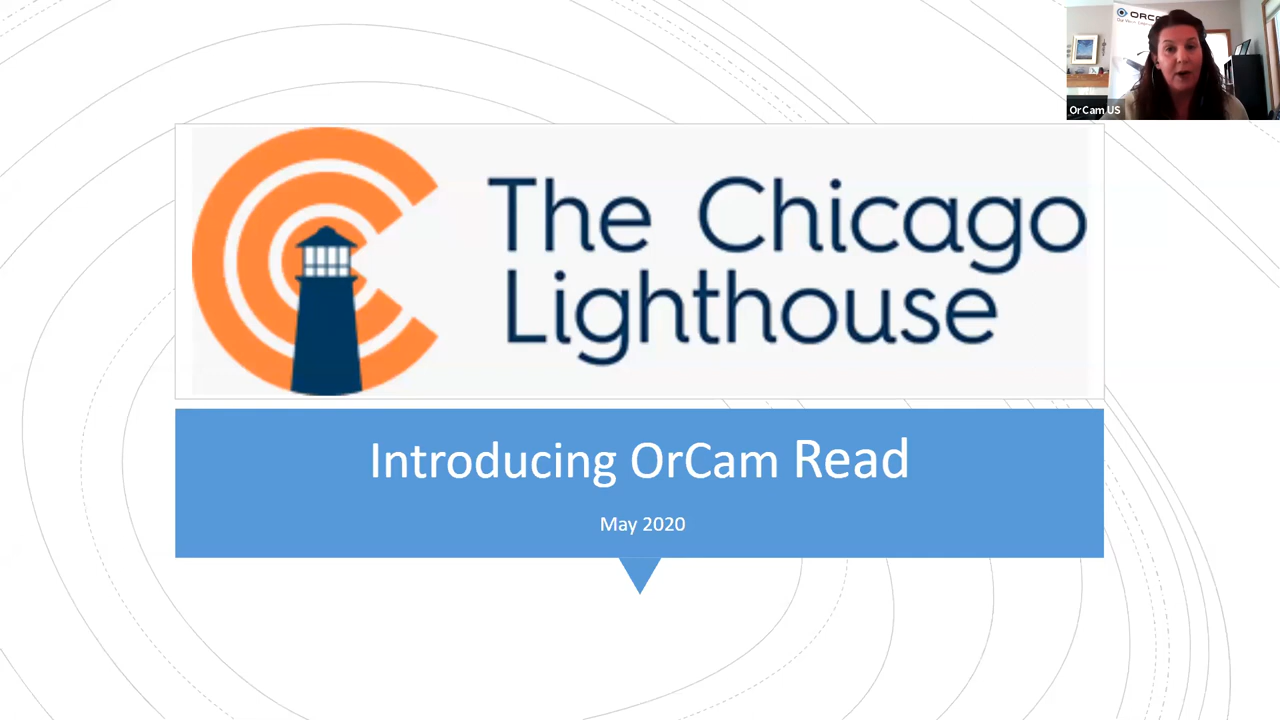 The Chicago
Lighthouse
Introducing OrCam Read
May 2020
OrCam US